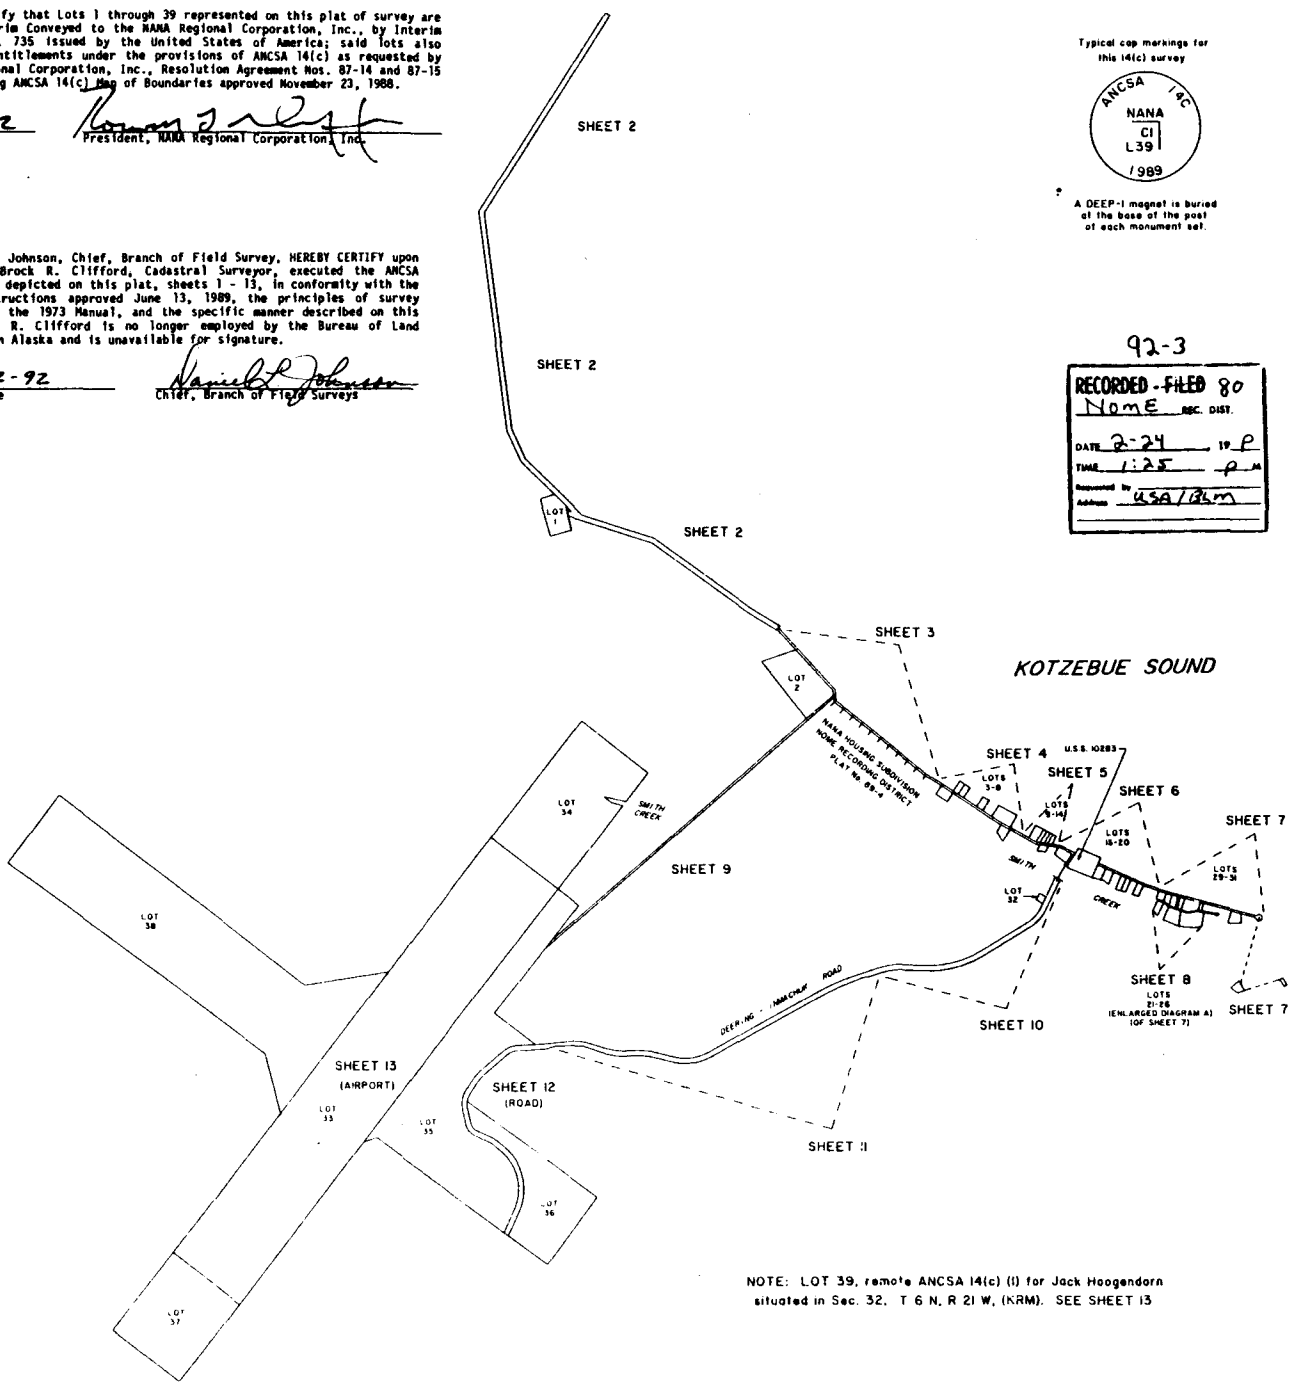 fy that Lots 1 through 39 represented on this plat of survey are
rim Conveyed to the NANA Regional Corporation, Inc., by Interim
. 735 issued by the United States of America; said lots also
ntitlements under the provisions of ANCSA 14(c) as requested by
nal Corporation, Inc., Resolution Agreement Nos. 87-14 and 87-15
g ANCSA 14(c) Map of Boundaries approved November 23, 1988.
President, NANA Regional Corporation, Inc.
Johnson, Chief, Branch of Field Survey, HEREBY CERTIFY upon
Brock R. Clifford, Cadastral Surveyor, executed the ANCSA
depicted on this plat, sheets 1 - 13, in conformity with the
ructions approved June 13, 1989, the principles of survey
the 1973 Manual, and the specific manner described on this
R. Clifford is no longer employed by the Bureau of Land
n Alaska and is unavailable for signature.
2-92
e
Daniel L. Johnson
Chief, Branch of Field Surveys
Typical cap markings for
this 14(c) survey
ANCSA 14C
NANA
C1
L39
1989
A DEEP-1 magnet is buried
at the base of the post
of each monument set.
92-3
RECORDED - FILED 80
Nome REC. DIST.
DATE 2-24 19 P
TIME 1:25 P M
Requested by
Address USA/BLM
SHEET 2
SHEET 2
LOT
1
SHEET 2
SHEET 3
KOTZEBUE SOUND
LOT
2
NANA HOUSING SUBDIVISION
NOME RECORDING DISTRICT
PLAT No. 89-4
SHEET 4
LOTS
3-8
U.S.S. 10283
SHEET 5
LOTS
9-14
SHEET 6
LOTS
15-20
SHEET 7
LOTS
29-31
SMITH
CREEK
LOT
34
SMITH
CREEK
SHEET 9
LOT
32
LOT
38
DEERING - INMACHUK ROAD
SHEET 8
LOTS
21-28
(ENLARGED DIAGRAM A)
(OF SHEET 7)
SHEET 7
SHEET 10
SHEET 13
(AIRPORT)
LOT
33
SHEET 12
(ROAD)
LOT
35
SHEET 11
LOT
36
LOT
37
NOTE: LOT 39, remote ANCSA 14(c) (1) for Jack Hoogendorn
situated in Sec. 32, T 6 N, R 21 W, (KRM). SEE SHEET 13